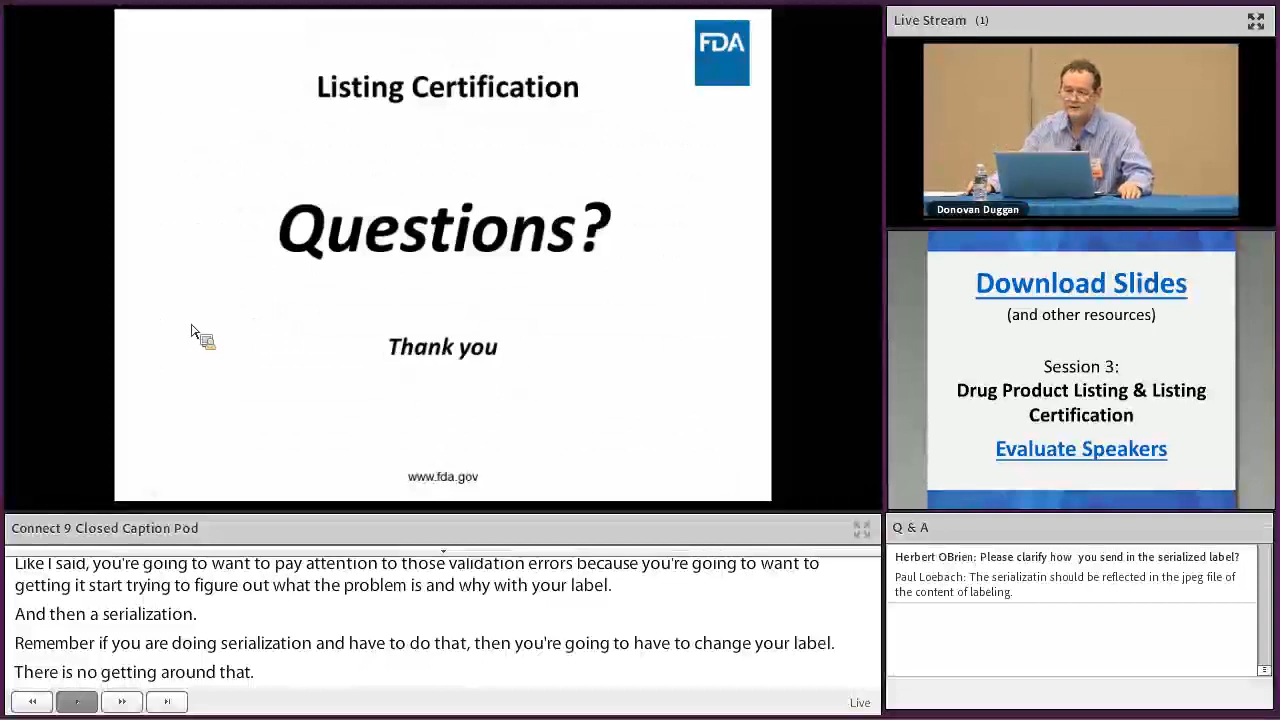 FDA
Listing Certification
Questions?
Thank you
www.fda.gov
Live Stream (1)
Donovan Duggan
Download Slides
(and other resources)
Session 3:
Drug Product Listing & Listing
Certification
Evaluate Speakers
Connect 9 Closed Caption Pod
Like I said, you're going to want to pay attention to those validation errors because you're going to want to
getting it start trying to figure out what the problem is and why with your label.
And then a serialization.
Remember if you are doing serialization and have to do that, then you're going to have to change your label.
There is no getting around that.
Live
Q & A
Herbert OBrien: Please clarify how you send in the serialized label?
Paul Loebach: The serializatin should be reflected in the jpeg file of
the content of labeling.